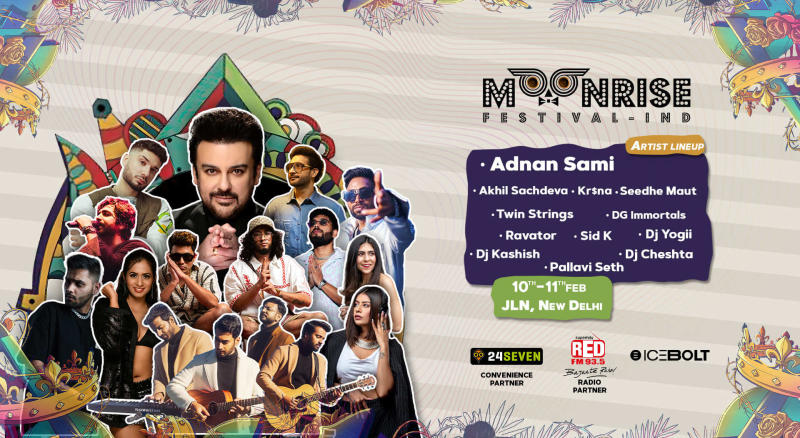 MOONRISE
FESTIVAL-IND
ARTIST LINEUP
· Adnan Sami
· Akhil Sachdeva · Kr$na · Seedhe Maut
· Twin Strings · DG Immortals
· Ravator · Sid K · Dj Yogii
· Dj Kashish · Dj Cheshta
· Pallavi Seth
10TH-11TH FEB
JLN, NEW DELHI
24SEVEN
CONVENIENCE
PARTNER
SUPERHITS
RED
FM 93.5
Bajaate Raho!
RADIO
PARTNER
ICEBOLT